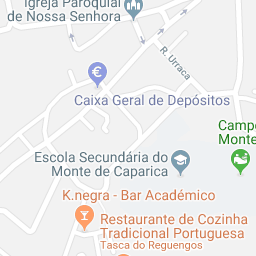 Igreja Paroquial
de Nossa Senhora
R. Urraca
€
Caixa Geral de Depósitos
Campo
Monte
Escola Secundária do
Monte de Caparica
K.negra - Bar Académico
Restaurante de Cozinha
Tradicional Portuguesa
Tasca do Reguengos